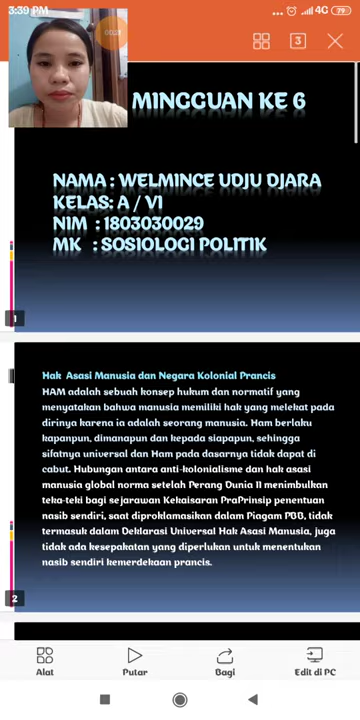 3:39 PM
4G
79
00:23
3
MINGGUAN KE 6
NAMA : WELMINCE UDJU DJARA
KELAS: A / VI
NIM : 1803030029
MK : SOSIOLOGI POLITIK
1
Hak Asasi Manusia dan Negara Kolonial Prancis
HAM adalah sebuah konsep hukum dan normatif yang
menyatakan bahwa manusia memiliki hak yang melekat pada
dirinya karena ia adalah seorang manusia. Ham berlaku
kapanpun, dimanapun dan kepada siapapun, sehingga
sifatnya universal dan Ham pada dasarnya tidak dapat di
cabut. Hubungan antara anti-kolonialisme dan hak asasi
manusia global norma setelah Perang Dunia 11 menimbulkan
teka-teki bagi sejarawan Kekaisaran PraPrinsip penentuan
nasib sendiri, saat diproklamasikan dalam Piagam PBB, tidak
termasuk dalam Deklarasi Universal Hak Asasi Manusia, juga
tidak ada kesepakatan yang diperlukan untuk menentukan
nasib sendiri kemerdekaan prancis.
2
Alat
Putar
Bagi
Edit di PC